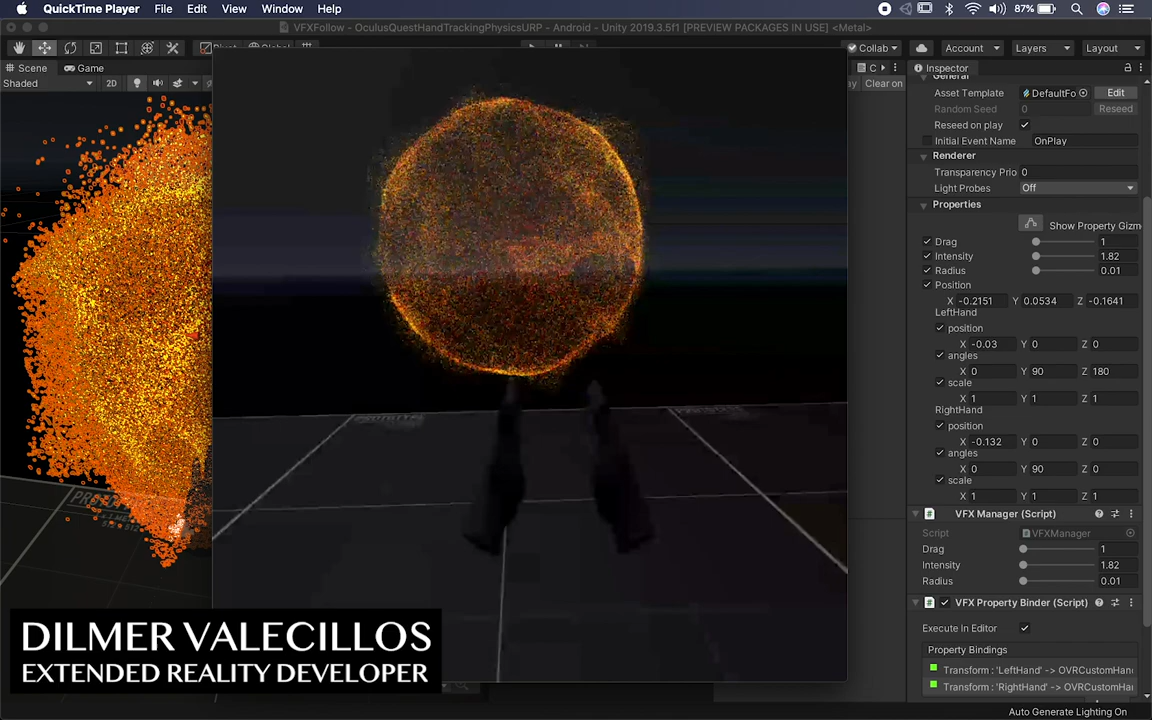 QuickTime Player File Edit View Window Help 87%
VFXFollow - OculusQuestHandTrackingPhysicsURP - Android - Unity 2019.3.5f1 [PREVIEW PACKAGES IN USE] <Metal>
Collab Account Layers Layout
Scene Game C Inspector
Shaded 2D Clear on
General
Asset Template DefaultFo Edit
Random Seed 0 Reseed
Reseed on play
Initial Event Name OnPlay
Renderer
Transparency Prio 0
Light Probes Off
Properties
Show Property Gizm
Drag 1
Intensity 1.82
Radius 0.01
Position
X -0.2151 Y 0.0534 Z -0.1641
LeftHand
position
X -0.03 Y 0 Z 0
angles
X 0 Y 90 Z 180
scale
X 1 Y 1 Z 1
RightHand
position
X -0.132 Y 0 Z 0
angles
X 0 Y 90 Z 0
scale
X 1 Y 1 Z 1
VFX Manager (Script)
Script VFXManager
Drag 1
Intensity 1.82
Radius 0.01
VFX Property Binder (Script)
Execute In Editor
Property Bindings
Transform : 'LeftHand' -> OVRCustomHan
Transform : 'RightHand' -> OVRCustomHa
Auto Generate Lighting On
DILMER VALECILLOS
EXTENDED REALITY DEVELOPER